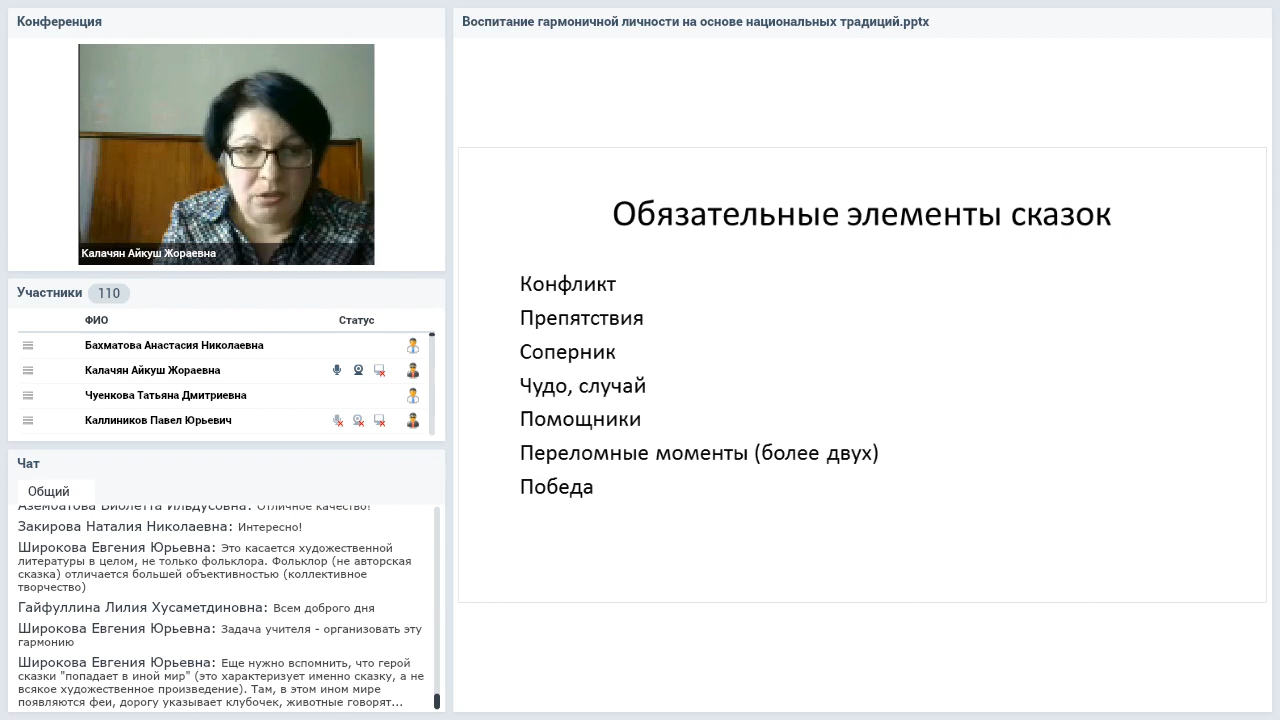 Конференция
Калачян Айкуш Жораевна
Участники 110
ФИО Статус
Бахматова Анастасия Николаевна
Калачян Айкуш Жораевна
Чуенкова Татьяна Дмитриевна
Каллиников Павел Юрьевич
Чат
Общий
Виолетта Ильдусовна: Отличное качество!
Закирова Наталия Николаевна: Интересно!
Широкова Евгения Юрьевна: Это касается художественной
литературы в целом, не только фольклора. Фольклор (не авторская
сказка) отличается большей объективностью (коллективное
творчество)
Гайфуллина Лилия Хусаметдиновна: Всем доброго дня
Широкова Евгения Юрьевна: Задача учителя - организовать эту
гармонию
Широкова Евгения Юрьевна: Еще нужно вспомнить, что герой
сказки "попадает в иной мир" (это характеризует именно сказку, а не
всякое художественное произведение). Там, в этом ином мире
появляются феи, дорогу указывает клубочек, животные говорят...
Воспитание гармоничной личности на основе национальных традиций.pptx
Обязательные элементы сказок
Конфликт
Препятствия
Соперник
Чудо, случай
Помощники
Переломные моменты (более двух)
Победа